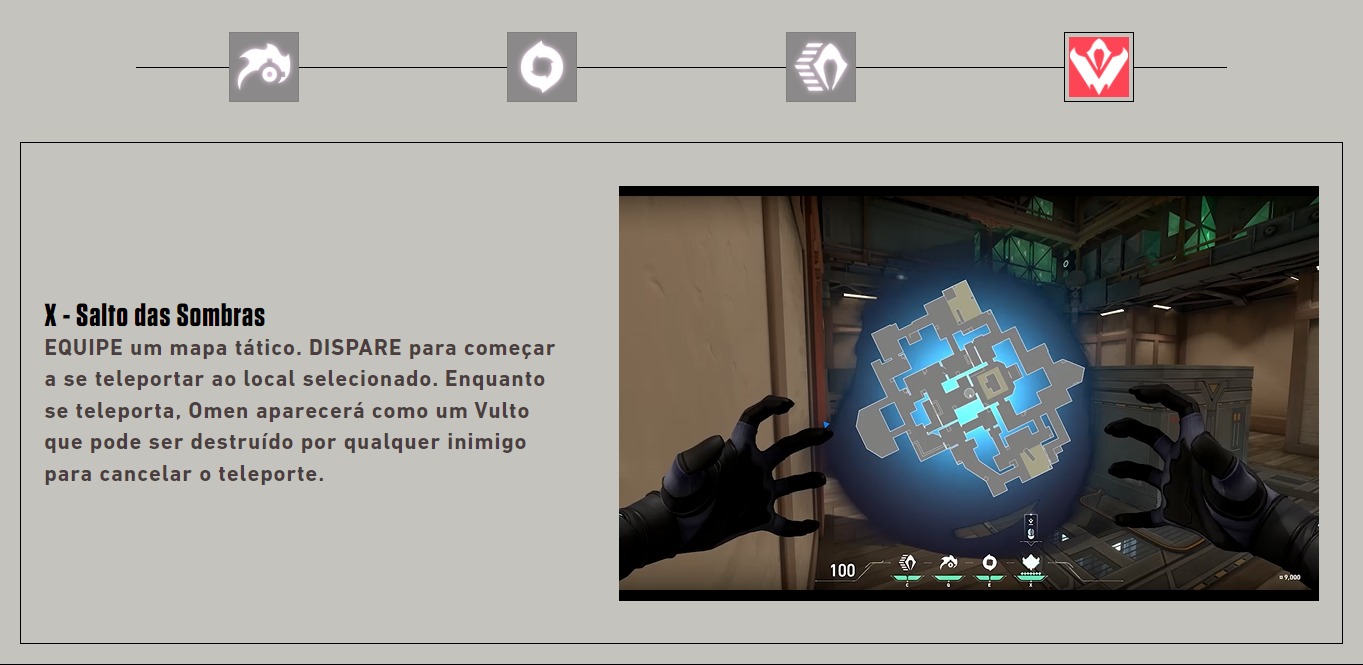 X - Salto das Sombras
EQUIPE um mapa tático. DISPARE para começar
a se teleportar ao local selecionado. Enquanto
se teleporta, Omen aparecerá como um Vulto
que pode ser destruído por qualquer inimigo
para cancelar o teleporte.
100
C Q E X
¤ 9,000